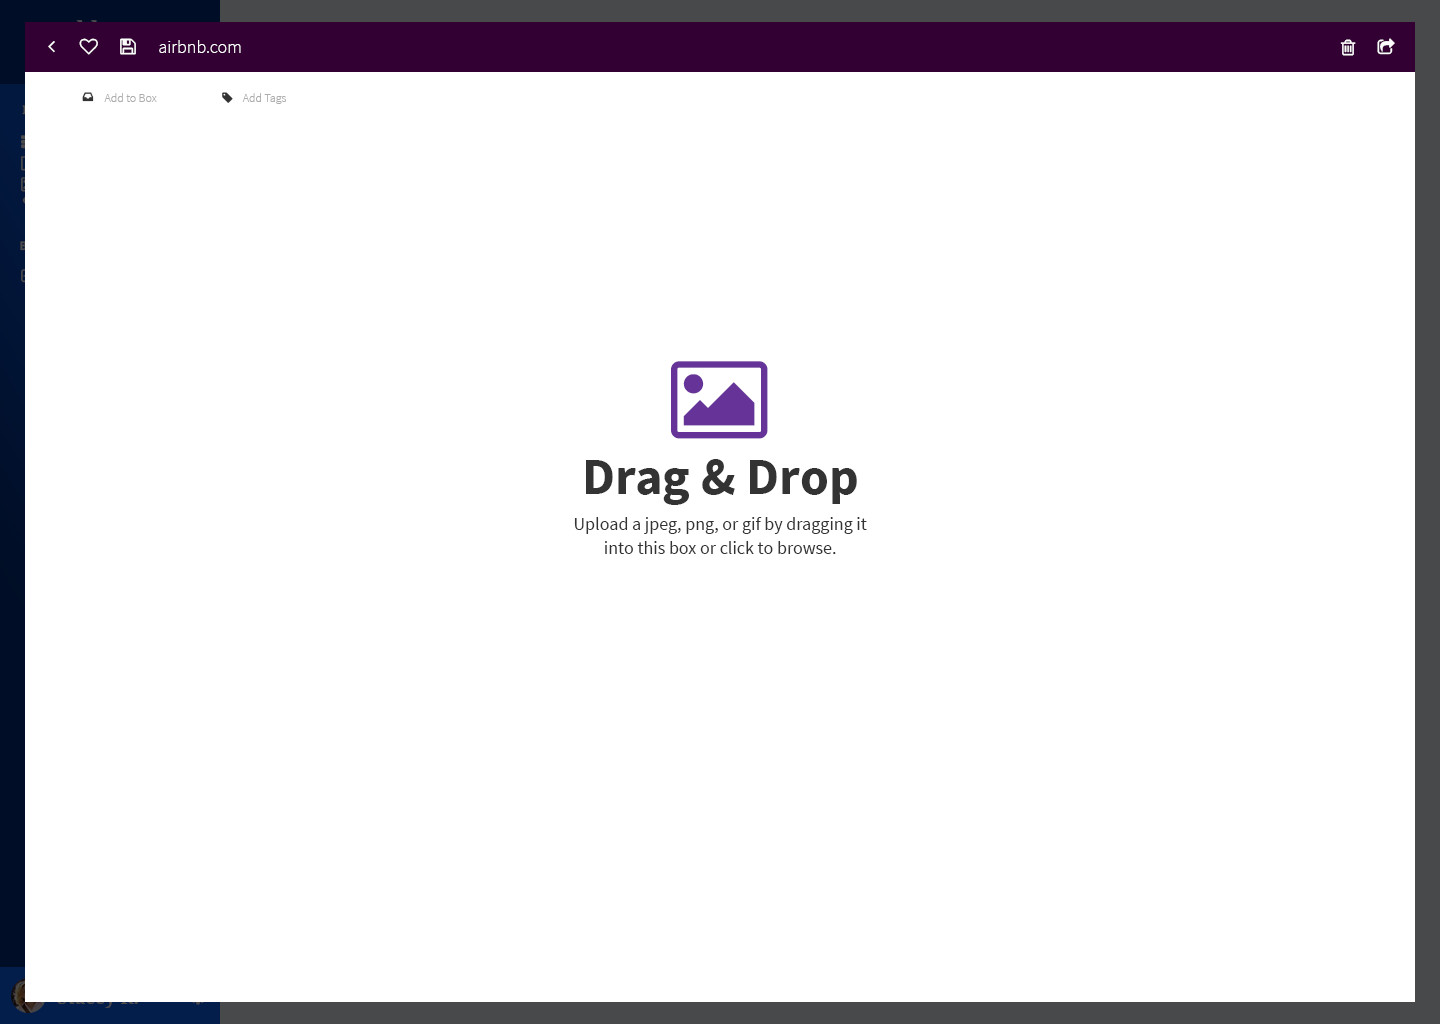 airbnb.com
Add to Box
Add Tags
Drag & Drop
Upload a jpeg, png, or gif by dragging it
into this box or click to browse.